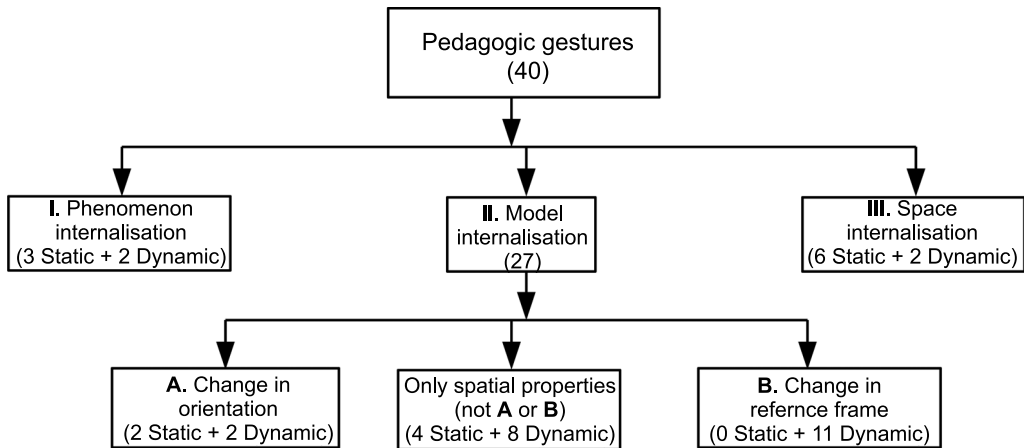 Pedagogic gestures
(40)
I. Phenomenon
internalisation
(3 Static + 2 Dynamic)
II. Model
internalisation
(27)
III. Space
internalisation
(6 Static + 2 Dynamic)
A. Change in
orientation
(2 Static + 2 Dynamic)
Only spatial properties
(not A or B)
(4 Static + 8 Dynamic)
B. Change in
refernce frame
(0 Static + 11 Dynamic)